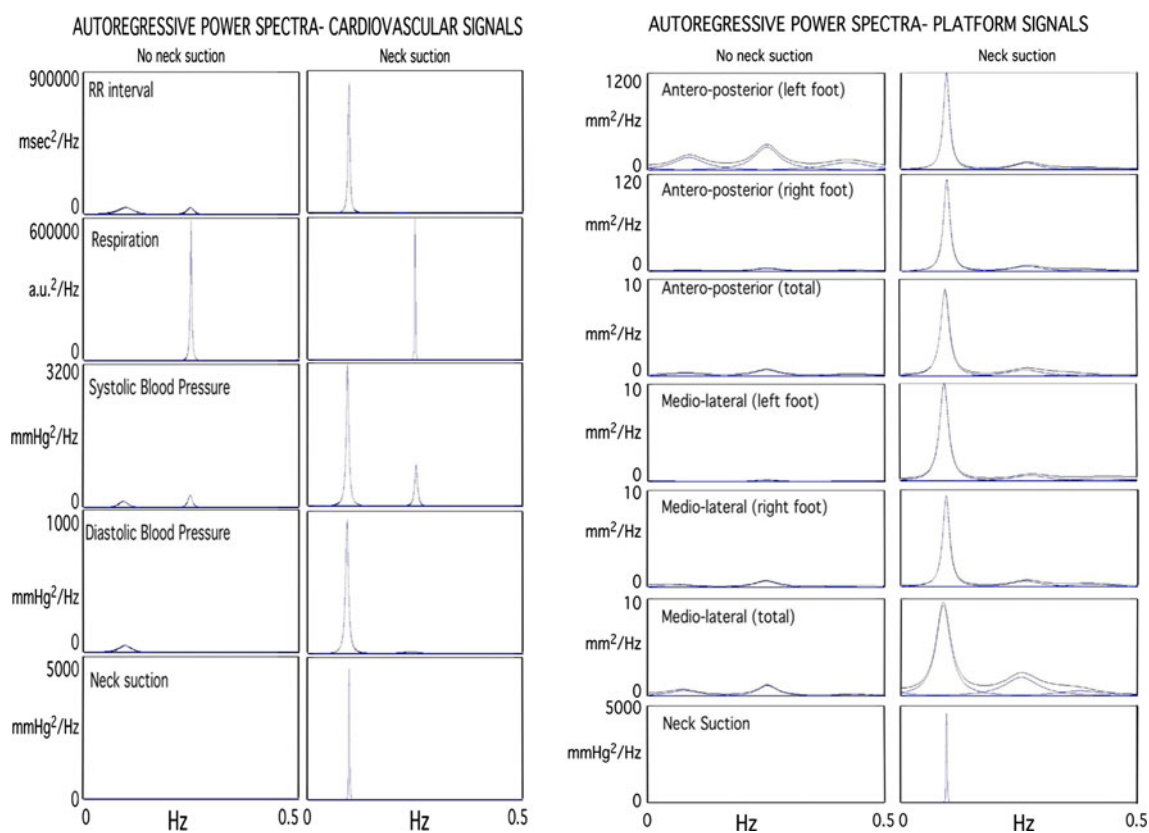 AUTOREGRESSIVE POWER SPECTRA- CARDIOVASCULAR SIGNALS
No neck suction
Neck suction
900000
RR interval
msec²/Hz
0
600000
Respiration
a.u.²/Hz
0
3200
Systolic Blood Pressure
mmHg²/Hz
0
1000
Diastolic Blood Pressure
mmHg²/Hz
0
5000
Neck suction
mmHg²/Hz
0
0 Hz 0.5 0 Hz 0.5
AUTOREGRESSIVE POWER SPECTRA- PLATFORM SIGNALS
No neck suction
Neck suction
1200
Antero-posterior (left foot)
mm²/Hz
0
120
Antero-posterior (right foot)
mm²/Hz
0
10
Antero-posterior (total)
mm²/Hz
0
10
Medio-lateral (left foot)
mm²/Hz
0
10
Medio-lateral (right foot)
mm²/Hz
0
10
Medio-lateral (total)
mm²/Hz
0
5000
Neck Suction
mmHg²/Hz
0
0 Hz 0.5 0 Hz 0.5